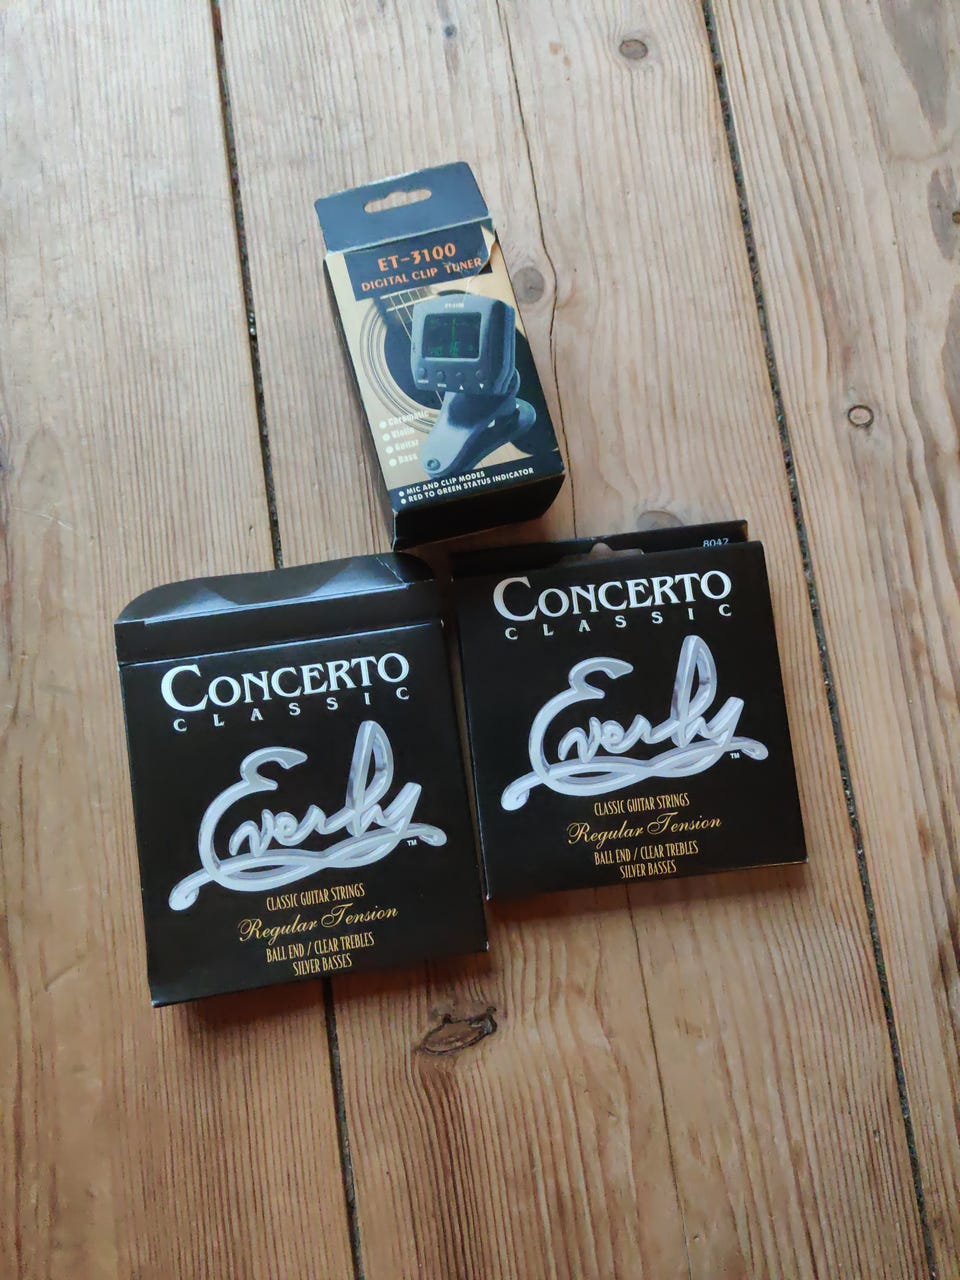 ET-3100
DIGITAL CLIP TUNER
ET-3100
● Chromatic
● Violin
● Guitar
● Bass
● MIC AND CLIP MODES
● RED TO GREEN STATUS INDICATOR
CONCERTO
CLASSIC
Everly
TM
CLASSIC GUITAR STRINGS
Regular Tension
BALL END / CLEAR TREBLES
SILVER BASSES
8042
CONCERTO
CLASSIC
Everly
TM
CLASSIC GUITAR STRINGS
Regular Tension
BALL END / CLEAR TREBLES
SILVER BASSES